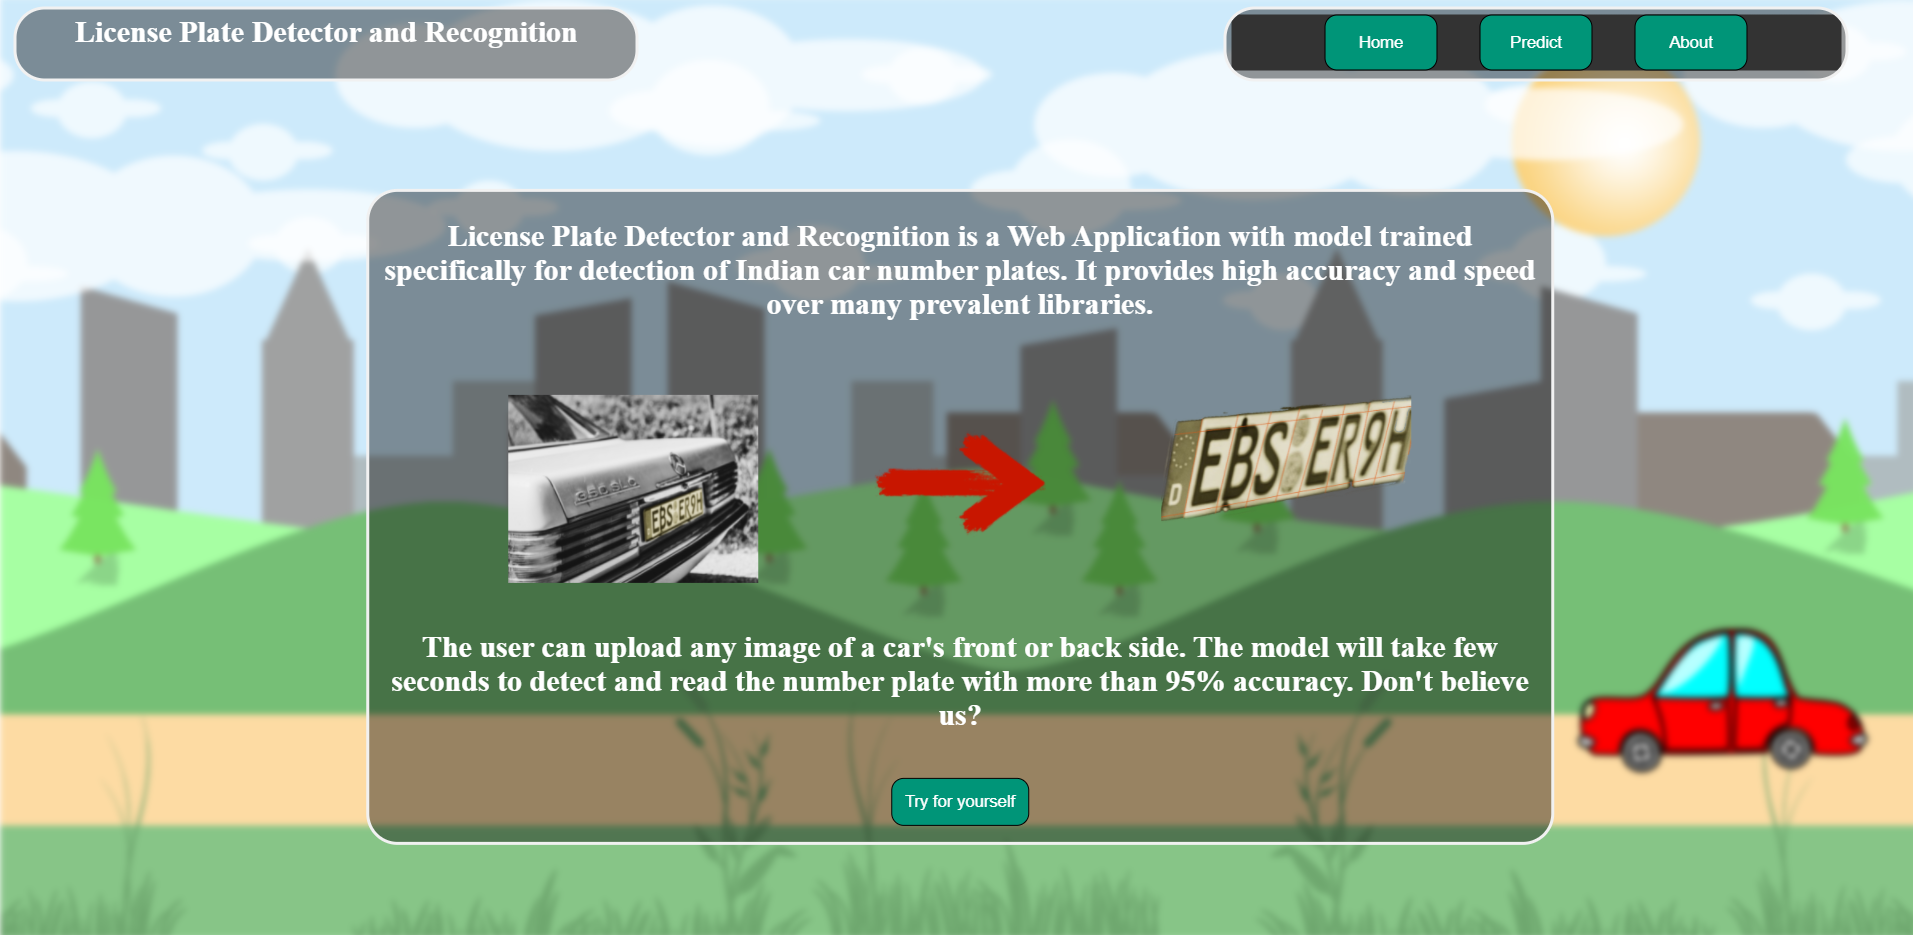 License Plate Detector and Recognition
Home
Predict
About
License Plate Detector and Recognition is a Web Application with model trained
specifically for detection of Indian car number plates. It provides high accuracy and speed
over many prevalent libraries.
350SLC
EBS ER9H
D EBS ER9H
The user can upload any image of a car's front or back side. The model will take few
seconds to detect and read the number plate with more than 95% accuracy. Don't believe
us?
Try for yourself